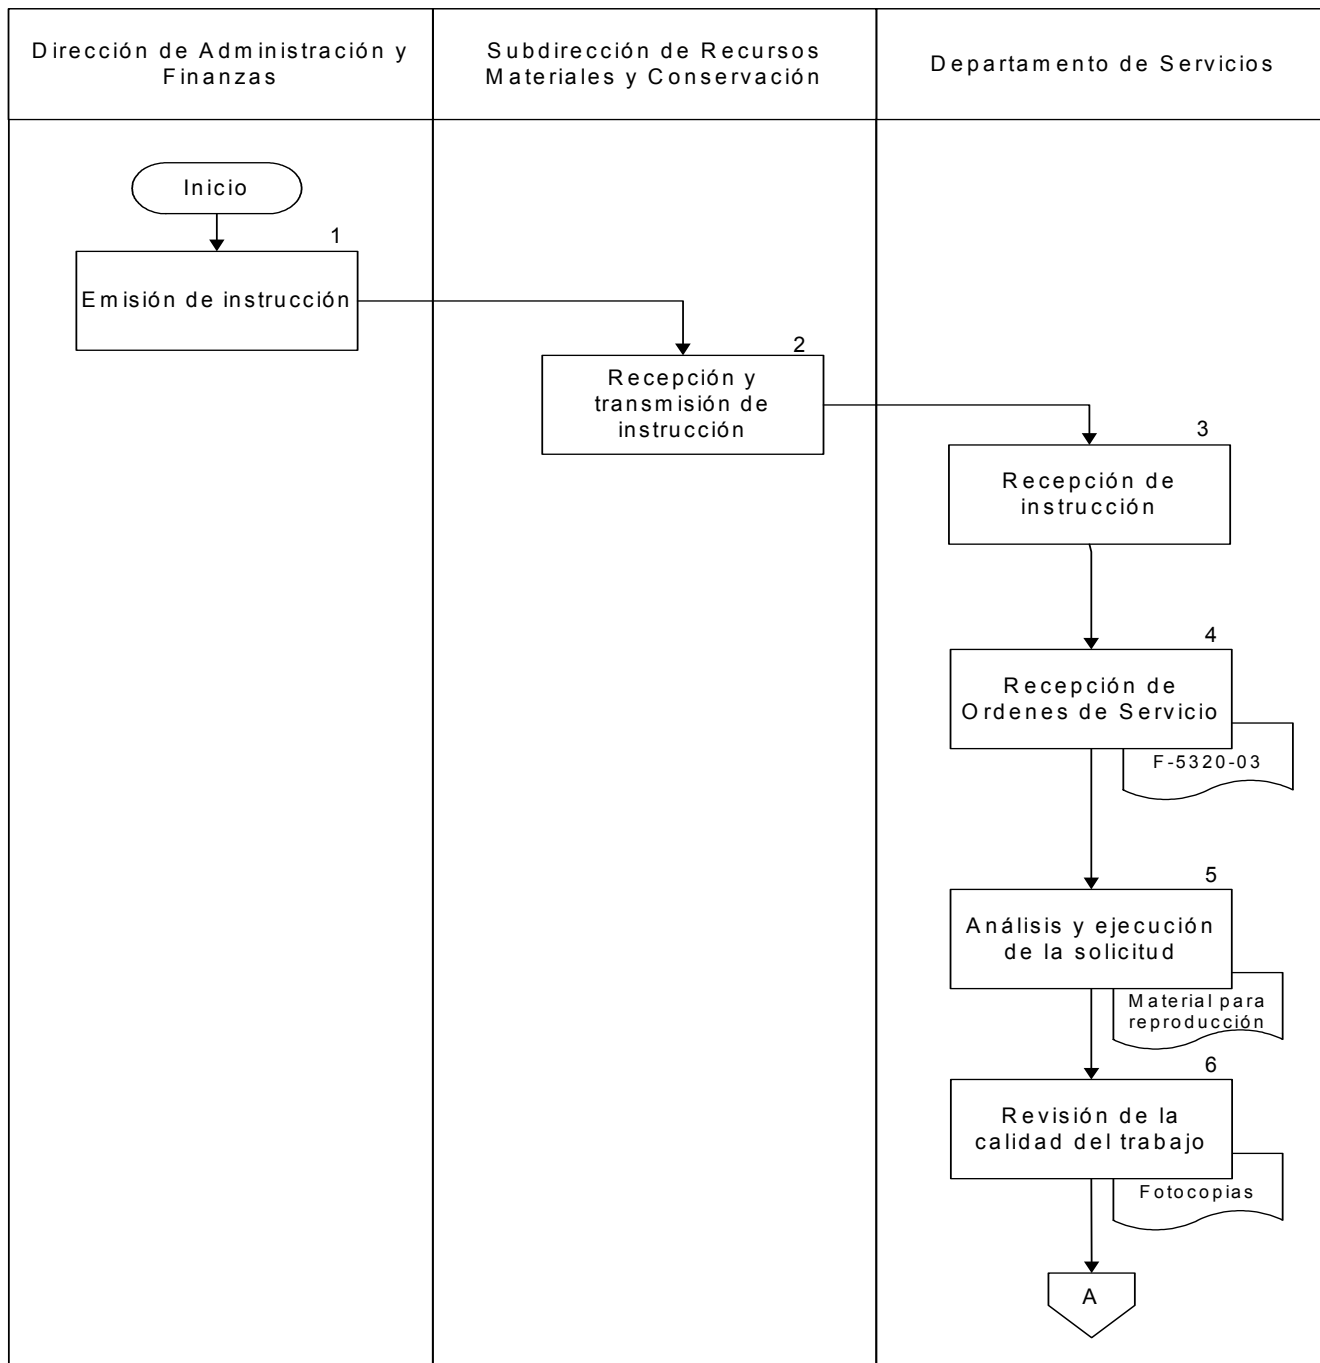 Dirección de Administración y
Finanzas
Subdirección de Recursos
Materiales y Conservación
Departamento de Servicios
Inicio
1
Emisión de instrucción
2
Recepción y
transmisión de
instrucción
3
Recepción de
instrucción
4
Recepción de
Ordenes de Servicio
F-5320-03
5
Análisis y ejecución
de la solicitud
Material para
reproducción
6
Revisión de la
calidad del trabajo
Fotocopias
A